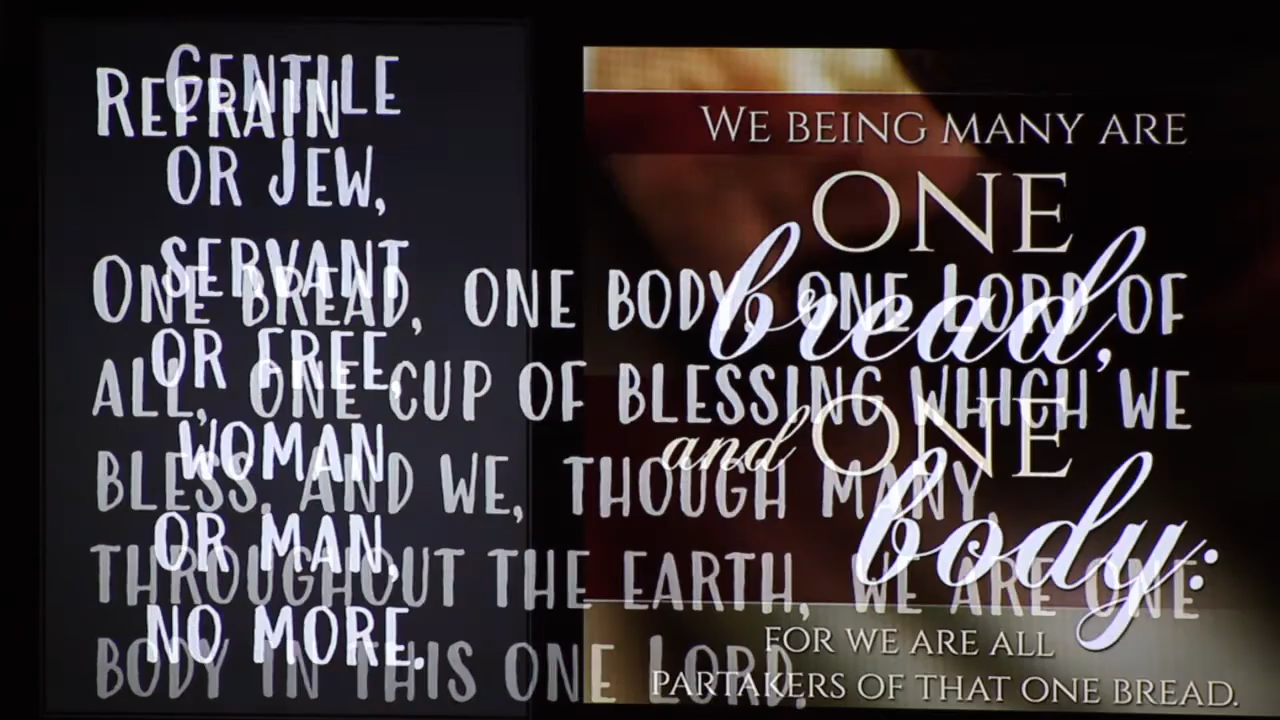 GENTILE
OR JEW,
SERVANT
OR FREE,
WOMAN
OR MAN,
NO MORE.
WE BEING MANY ARE
ONE
bread,
and ONE
body:
FOR WE ARE ALL
PARTAKERS OF THAT ONE BREAD.
REFRAIN
ONE BREAD, ONE BODY, ONE LORD OF
ALL, ONE CUP OF BLESSING WHICH WE
BLESS. AND WE, THOUGH MANY,
THROUGHOUT THE EARTH, WE ARE ONE
BODY IN THIS ONE LORD.